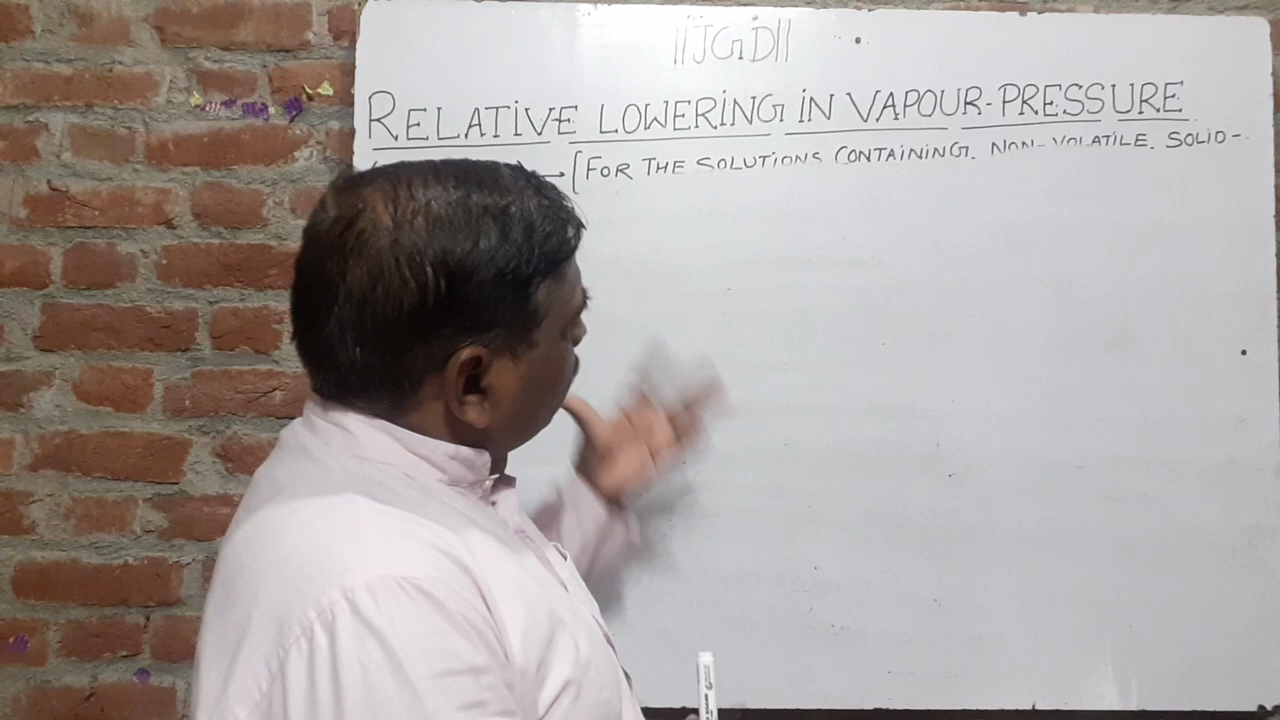 ||JGD||
RELATIVE LOWERING IN VAPOUR-PRESSURE
→ [FOR THE SOLUTIONS CONTAINING. NON-VOLATILE. SOLID-.